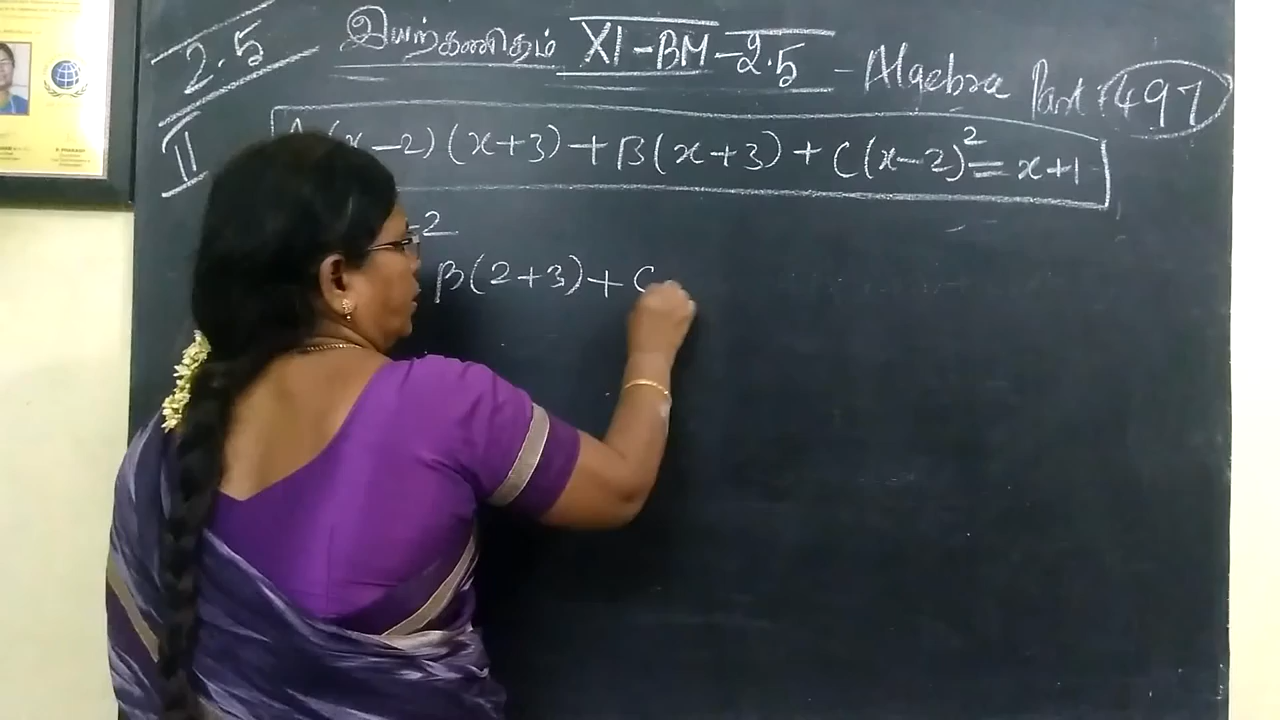 2.5
இயற்கணிதம் XI-BM-2.5 - Algebra Part : 497
II
A(x-2)(x+3)+B(x+3)+C(x-2)²=x+1
=2
B(2+3)+C